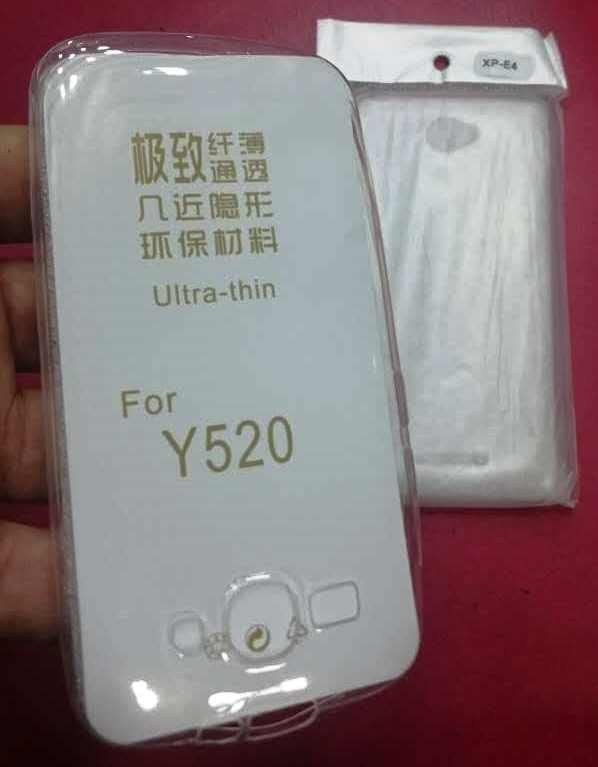 极致纤薄
通透
几近隐形
环保材料
Ultra-thin
For
Y520
XP-E4